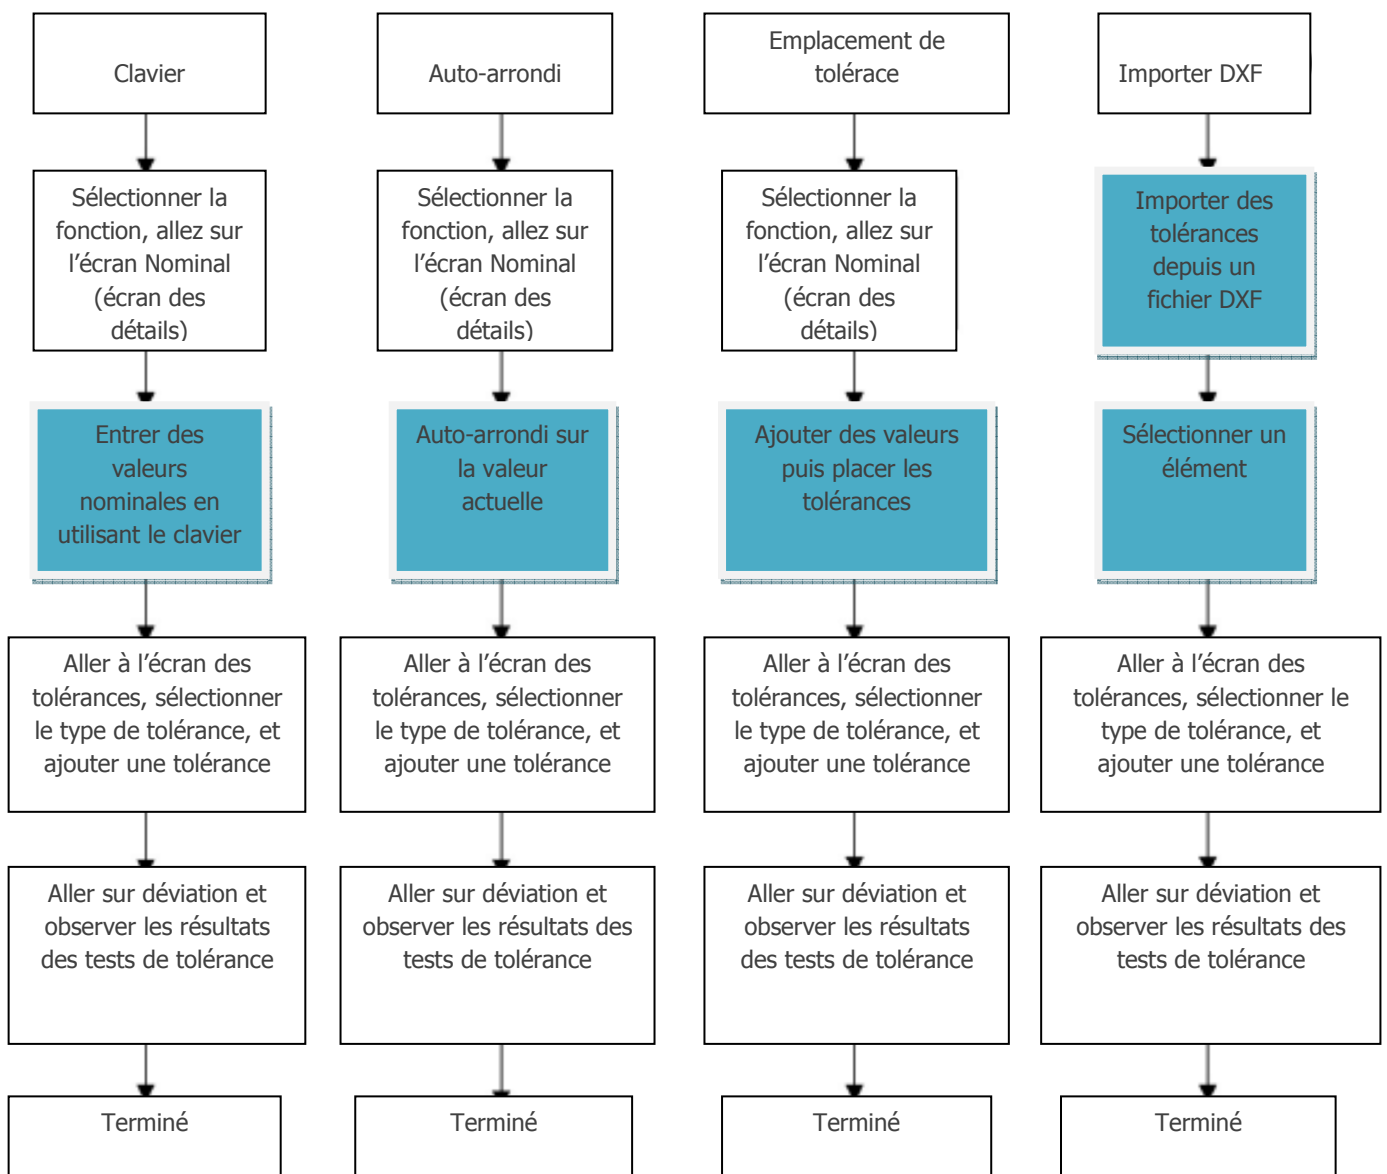 Clavier
Auto-arrondi
Emplacement de
tolérace
Importer DXF
Sélectionner la
fonction, allez sur
l’écran Nominal
(écran des
détails)
Sélectionner la
fonction, allez sur
l’écran Nominal
(écran des
détails)
Sélectionner la
fonction, allez sur
l’écran Nominal
(écran des
détails)
Importer des
tolérances
depuis un
fichier DXF
Entrer des
valeurs
nominales en
utilisant le clavier
Auto-arrondi sur
la valeur
actuelle
Ajouter des valeurs
puis placer les
tolérances
Sélectionner un
élément
Aller à l’écran des
tolérances, sélectionner
le type de tolérance, et
ajouter une tolérance
Aller à l’écran des
tolérances, sélectionner
le type de tolérance, et
ajouter une tolérance
Aller à l’écran des
tolérances, sélectionner
le type de tolérance, et
ajouter une tolérance
Aller à l’écran des
tolérances, sélectionner le
type de tolérance, et
ajouter une tolérance
Aller sur déviation et
observer les résultats
des tests de tolérance
Aller sur déviation et
observer les résultats des
tests de tolérance
Aller sur déviation et
observer les résultats
des tests de tolérance
Aller sur déviation et
observer les résultats des
tests de tolérance
Terminé
Terminé
Terminé
Terminé